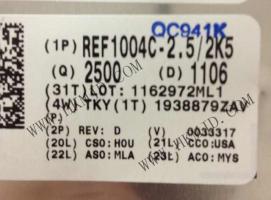 QC941K
(1P) REF1004C-2.5/2K5
(Q) 2500 (D) 1106
(31T)LOT: 1162972ML1
(4W) TKY(1T) 1938879ZAV
(P)
(2P) REV: D (V) 0033317
(20L) CSO:HOU (21L) CCO:USA
(22L) ASO:MLA (23L) ACO:MYS